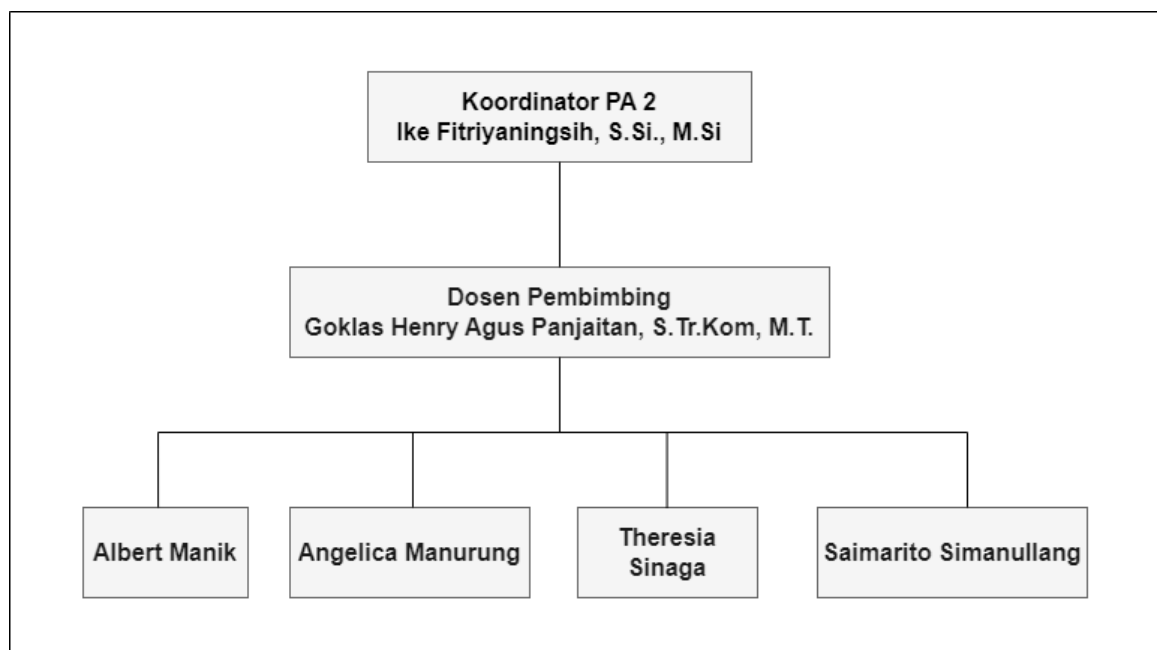 Koordinator PA 2
Ike Fitriyaningsih, S.Si., M.Si
Dosen Pembimbing
Goklas Henry Agus Panjaitan, S.Tr.Kom, M.T.
Albert Manik
Angelica Manurung
Theresia
Sinaga
Saimarito Simanullang